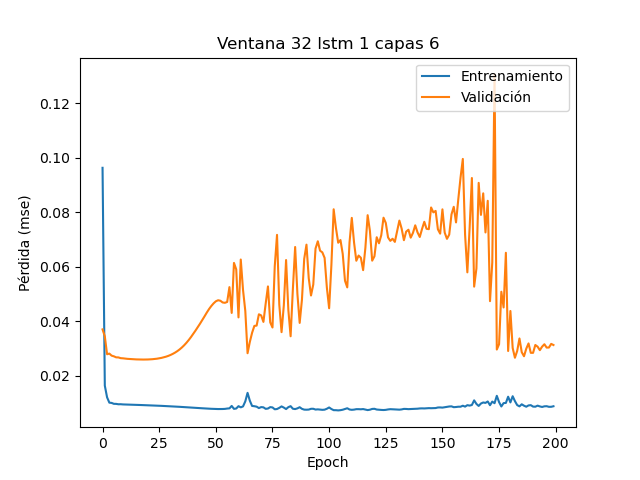 Ventana 32 lstm 1 capas 6
Entrenamiento
Validación
0.12
0.10
0.08
0.06
0.04
0.02
Pérdida (mse)
0 25 50 75 100 125 150 175 200
Epoch